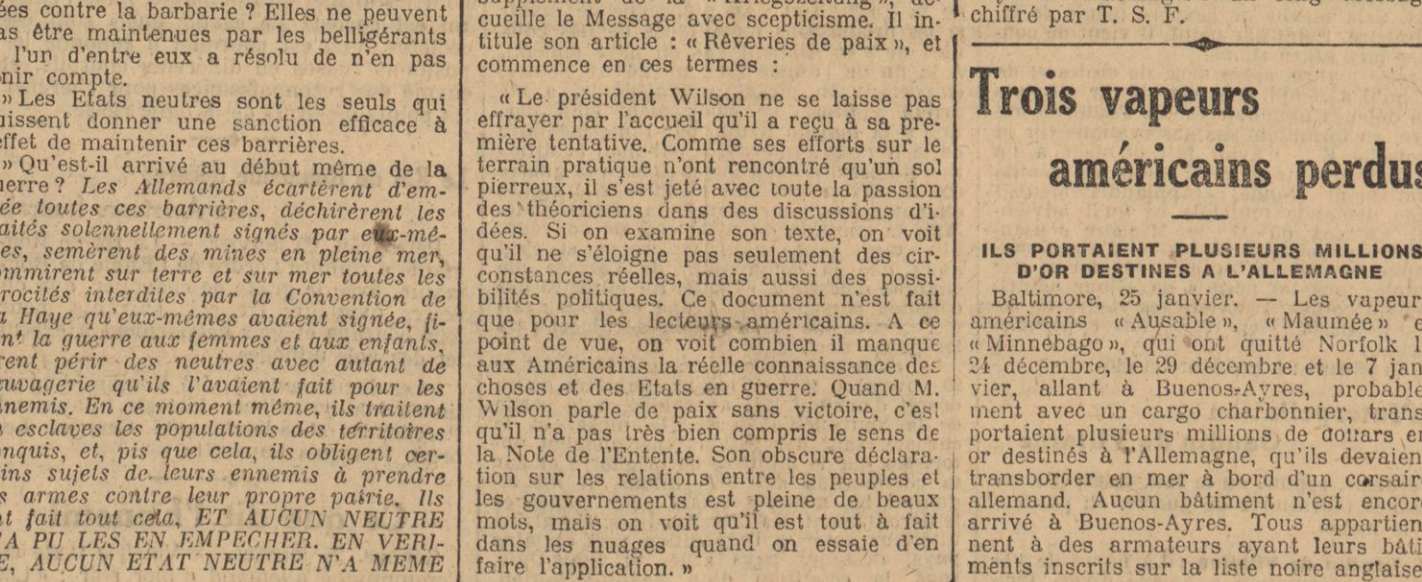 ées contre la barbarie ? Elles ne peuvent
as être maintenues par les belligérants
l'un d'entre eux a résolu de n'en pas
nir compte.
» Les Etats neutres sont les seuls qui
uissent donner une sanction efficace à
effet de maintenir ces barrières.
» Qu'est-il arrivé au début même de la
uerre ? Les Allemands écartèrent d'em-
ée toutes ces barrières, déchirèrent les
aités solennellement signés par eux-mê-
es, semèrent des mines en pleine mer,
ommirent sur terre et sur mer toutes les
rocités interdites par la Convention de
a Haye qu'eux-mêmes avaient signée, fi-
nt la guerre aux femmes et aux enfants,
rent périr des neutres avec autant de
auvagerie qu'ils l'avaient fait pour les
nnemis. En ce moment même, ils traitent
n esclaves les populations des térritoires
onquis, et, pis que cela, ils obligent cer-
ins sujets de leurs ennemis à prendre
s armes contre leur propre patrie. Ils
nt fait tout cela, ET AUCUN NEUTRE
'A PU LES EN EMPECHER. EN VERI-
E, AUCUN ETAT NEUTRE N'A MEME
supplément de la « Kriegszeitung », ac-
cueille le Message avec scepticisme. Il in-
titule son article : « Rêveries de paix », et
commence en ces termes :
« Le président Wilson ne se laisse pas
effrayer par l'accueil qu'il a reçu à sa pre-
mière tentative. Comme ses efforts sur le
terrain pratique n'ont rencontré qu'un sol
pierreux, il s'est jeté avec toute la passion
des théoriciens dans des discussions d'i-
dées. Si on examine son texte, on voit
qu'il ne s'éloigne pas seulement des cir-
constances réelles, mais aussi des possi-
bilités politiques. Ce document n'est fait
que pour les lecteurs américains. A ce
point de vue, on voit combien il manque
aux Américains la réelle connaissance des
choses et des Etats en guerre. Quand M.
Wilson parle de paix sans victoire, c'est
qu'il n'a pas très bien compris le sens de
la Note de l'Entente. Son obscure déclara-
tion sur les relations entre les peuples et
les gouvernements est pleine de beaux
mots, mais on voit qu'il est tout à fait
dans les nuages quand on essaie d'en
faire l'application. »
chiffré par T. S. F.
Trois vapeurs
américains perdus
ILS PORTAIENT PLUSIEURS MILLIONS
D'OR DESTINES A L'ALLEMAGNE
Baltimore, 25 janvier. — Les vapeur
américains « Ausable », « Maumée » e
« Minnébago », qui ont quitté Norfolk l
24 décembre, le 29 décembre et le 7 jan
vier, allant à Buenos-Ayres, probable
ment avec un cargo charbonnier, trans
portaient plusieurs millions de dollars en
or destinés à l'Allemagne, qu'ils devaien
transborder en mer à bord d'un corsair
allemand. Aucun bâtiment n'est encor
arrivé à Buenos-Ayres. Tous appartien
nent à des armateurs ayant leurs bâti
ments inscrits sur la liste noire anglaise